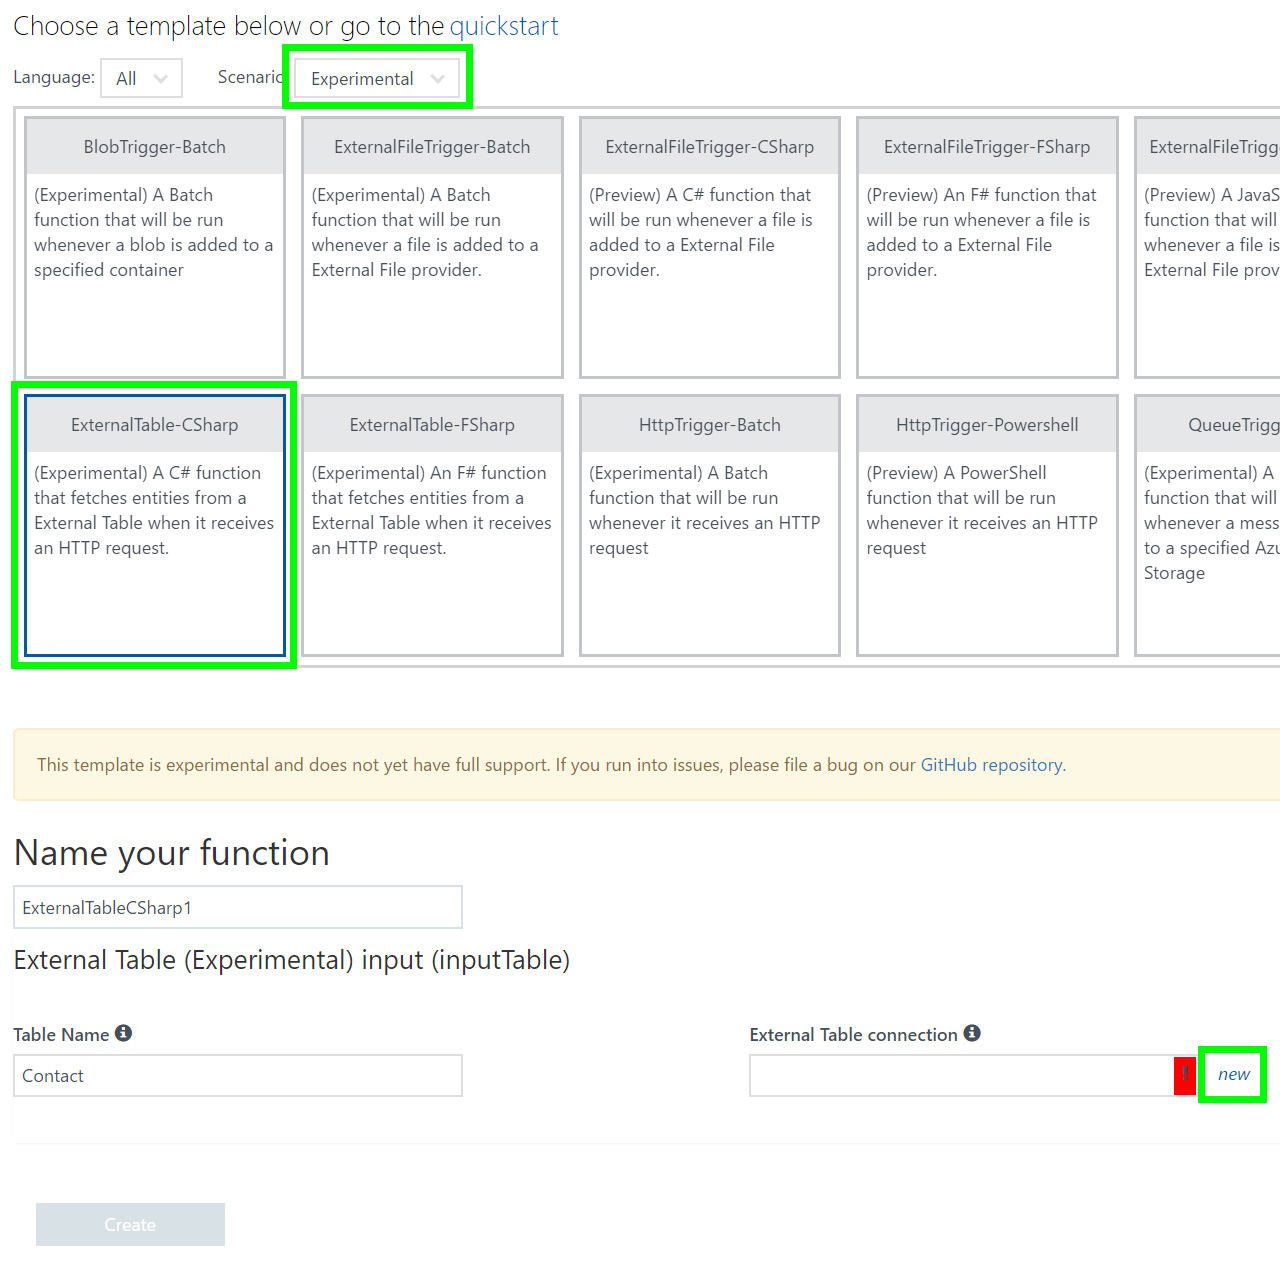 Choose a template below or go to the quickstart
Language: All Scenario Experimental
BlobTrigger-Batch
(Experimental) A Batch
function that will be run
whenever a blob is added to a
specified container
ExternalFileTrigger-Batch
(Experimental) A Batch
function that will be run
whenever a file is added to a
External File provider.
ExternalFileTrigger-CSharp
(Preview) A C# function that
will be run whenever a file is
added to a External File
provider.
ExternalFileTrigger-FSharp
(Preview) An F# function that
will be run whenever a file is
added to a External File
provider.
ExternalFileTrigg
(Preview) A JavaS
function that will
whenever a file is
External File prov
ExternalTable-CSharp
(Experimental) A C# function
that fetches entities from a
External Table when it receives
an HTTP request.
ExternalTable-FSharp
(Experimental) An F# function
that fetches entities from a
External Table when it receives
an HTTP request.
HttpTrigger-Batch
(Experimental) A Batch
function that will be run
whenever it receives an HTTP
request
HttpTrigger-Powershell
(Preview) A PowerShell
function that will be run
whenever it receives an HTTP
request
QueueTrigg
(Experimental) A
function that will
whenever a mess
to a specified Azu
Storage
This template is experimental and does not yet have full support. If you run into issues, please file a bug on our GitHub repository.
Name your function
ExternalTableCSharp1
External Table (Experimental) input (inputTable)
Table Name
Contact
External Table connection
! new
Create